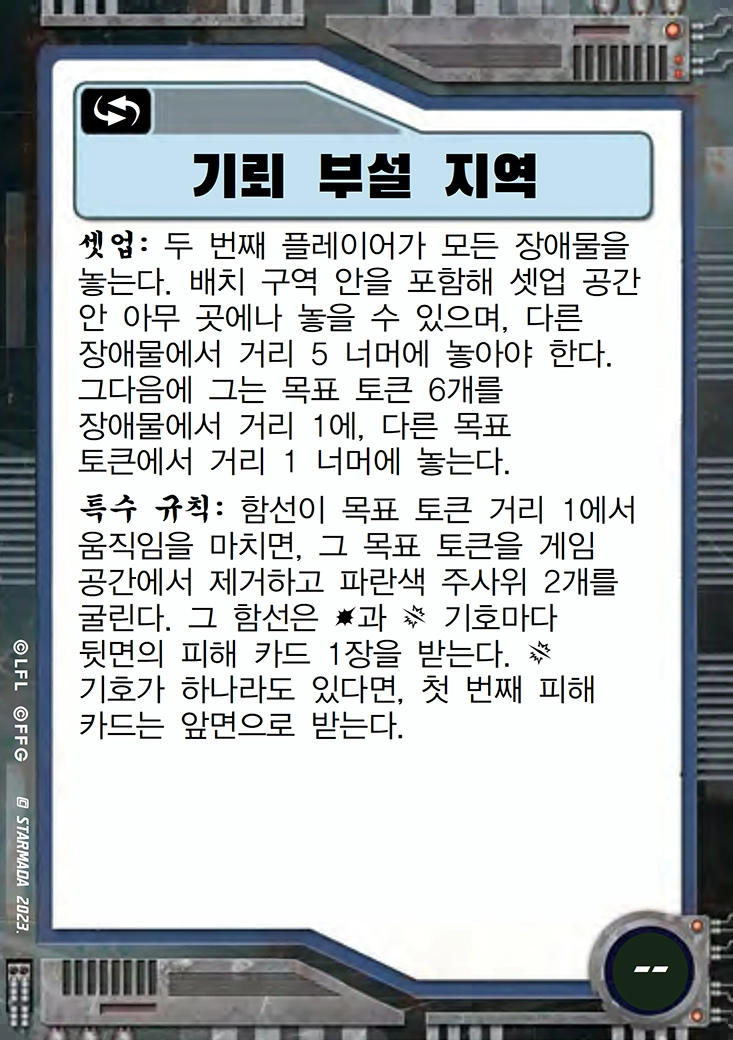 기뢰 부설 지역
셋업: 두 번째 플레이어가 모든 장애물을
놓는다. 배치 구역 안을 포함해 셋업 공간
안 아무 곳에나 놓을 수 있으며, 다른
장애물에서 거리 5 너머에 놓아야 한다.
그다음에 그는 목표 토큰 6개를
장애물에서 거리 1에, 다른 목표
토큰에서 거리 1 너머에 놓는다.
특수 규칙: 함선이 목표 토큰 거리 1에서
움직임을 마치면, 그 목표 토큰을 게임
공간에서 제거하고 파란색 주사위 2개를
굴린다. 그 함선은 과 기호마다
뒷면의 피해 카드 1장을 받는다.
기호가 하나라도 있다면, 첫 번째 피해
카드는 앞면으로 받는다.
©LFL ©FFG STARMADA 2023.
--